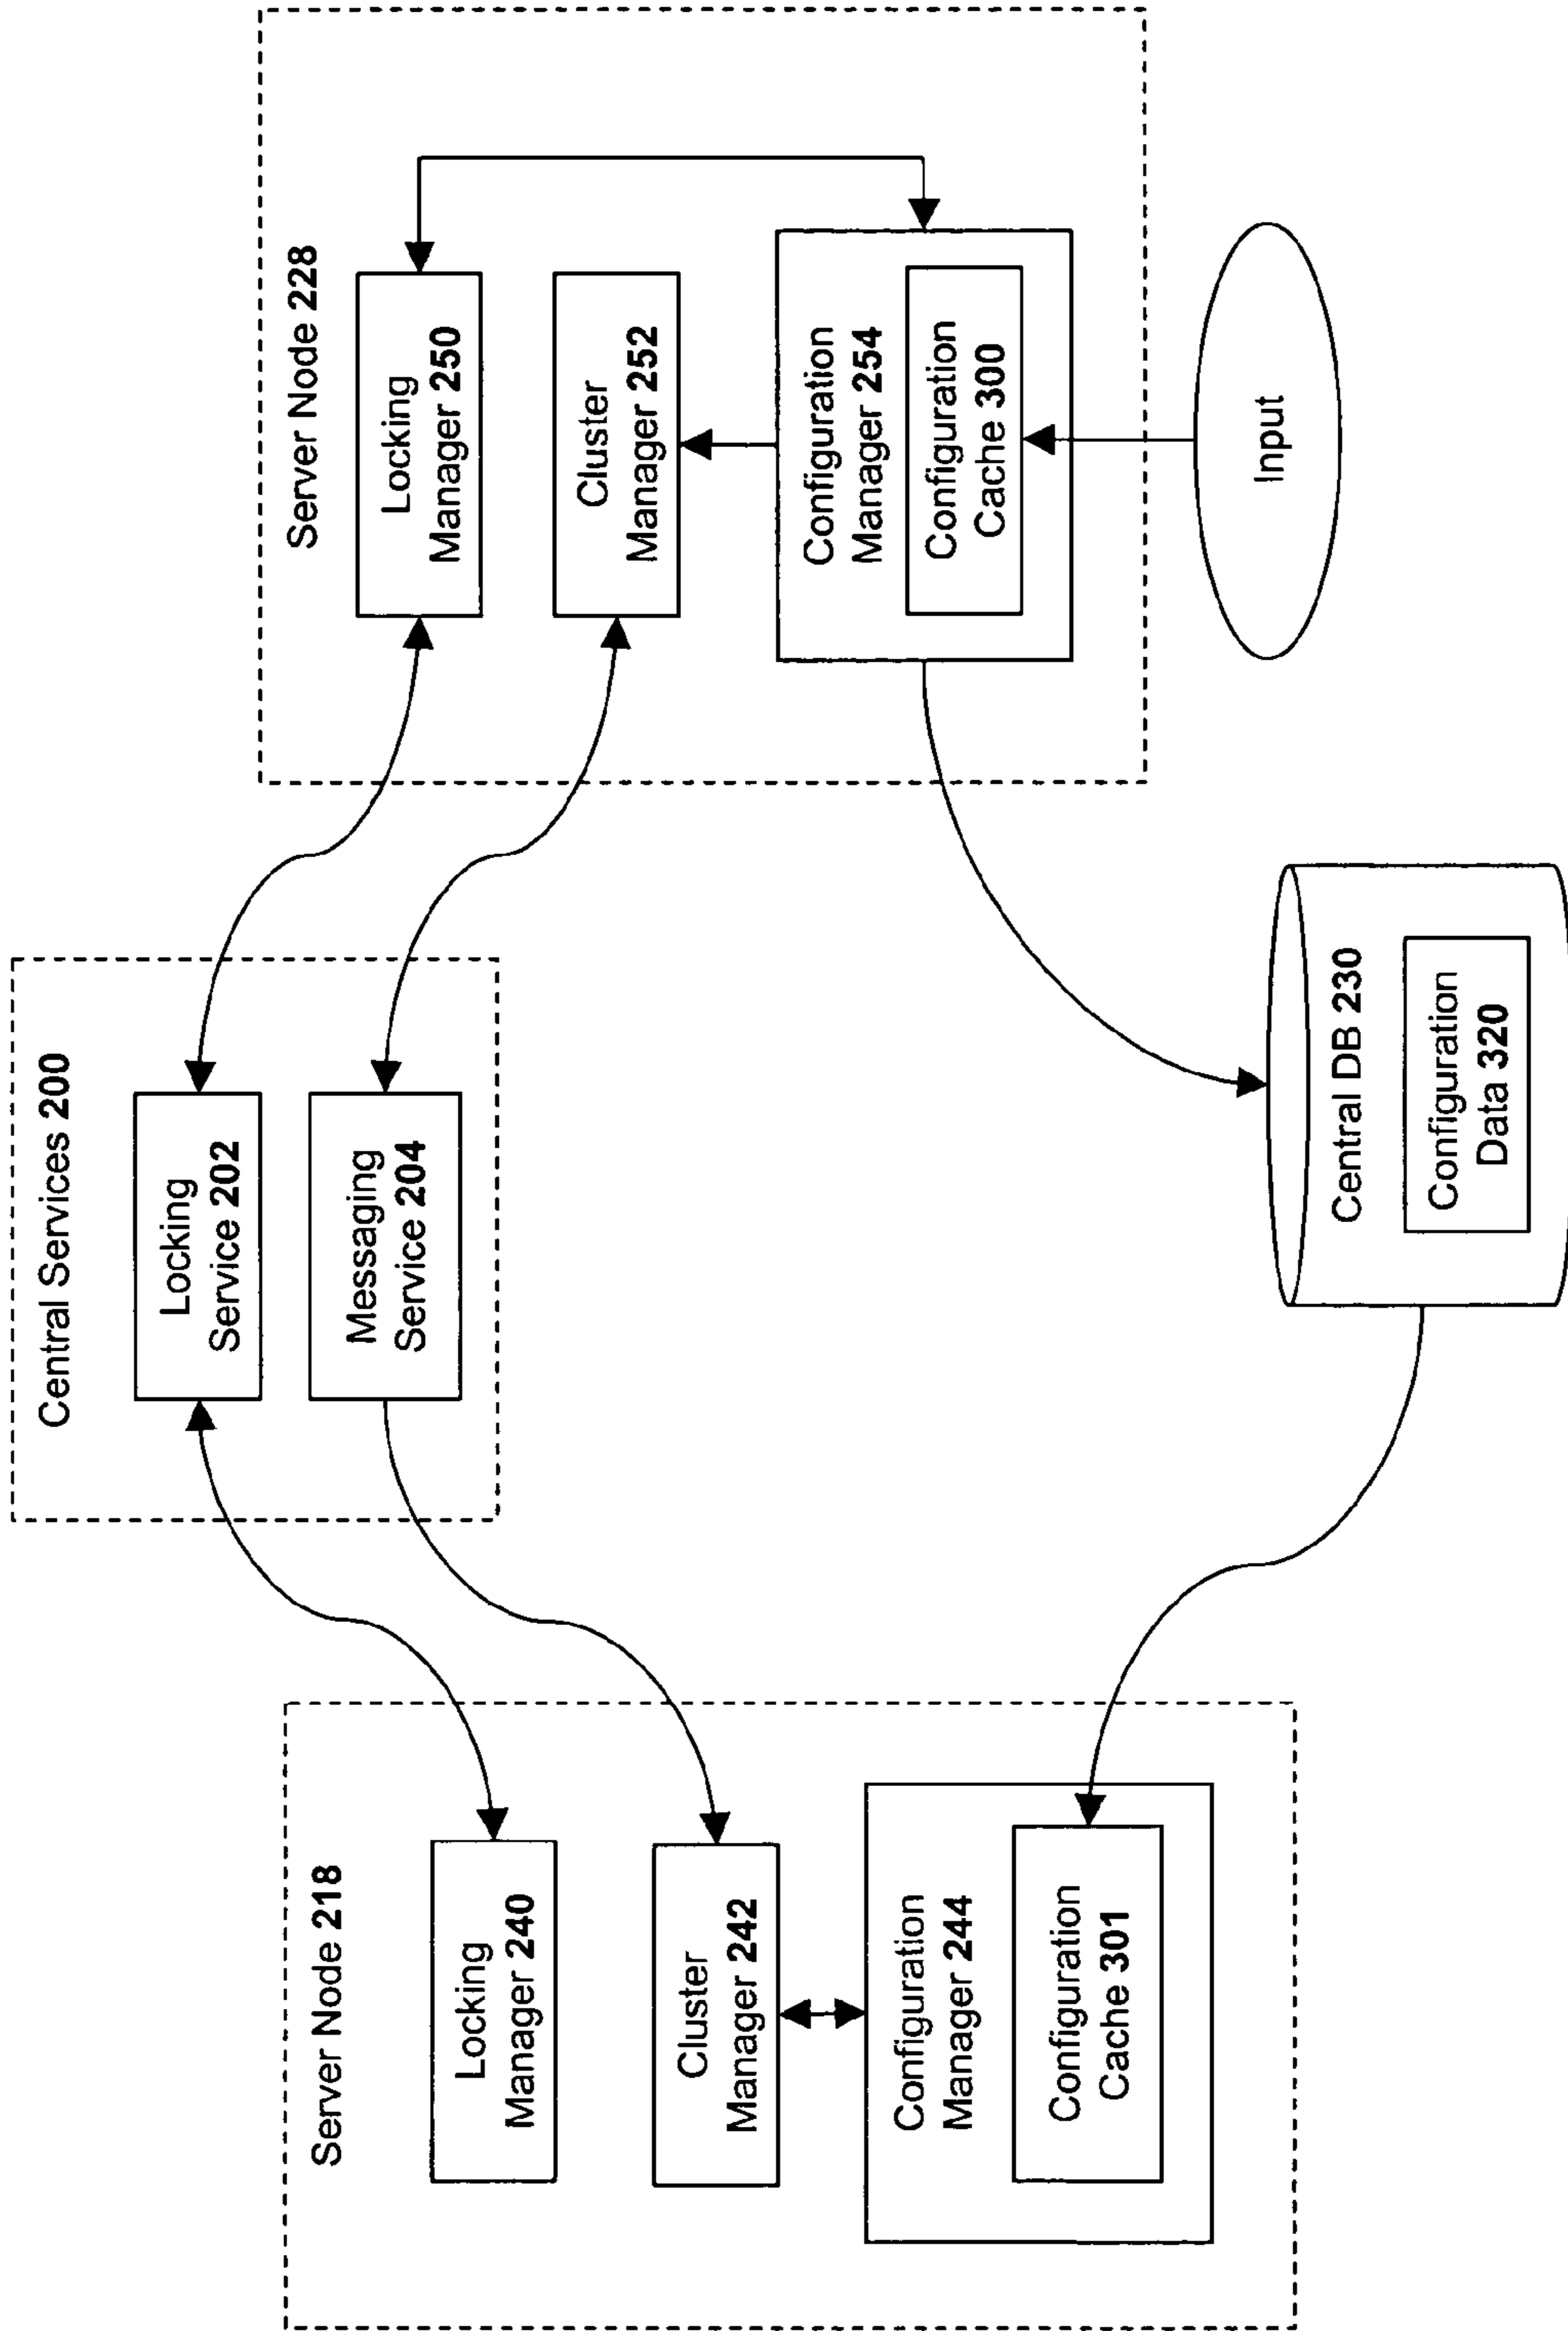 Central Services 200
Locking
Service 202
Messaging
Service 204
Server Node 218
Locking
Manager 240
Cluster
Manager 242
Configuration
Manager 244
Configuration
Cache 301
Server Node 228
Locking
Manager 250
Cluster
Manager 252
Configuration
Manager 254
Configuration
Cache 300
Central DB 230
Configuration
Data 320
Input